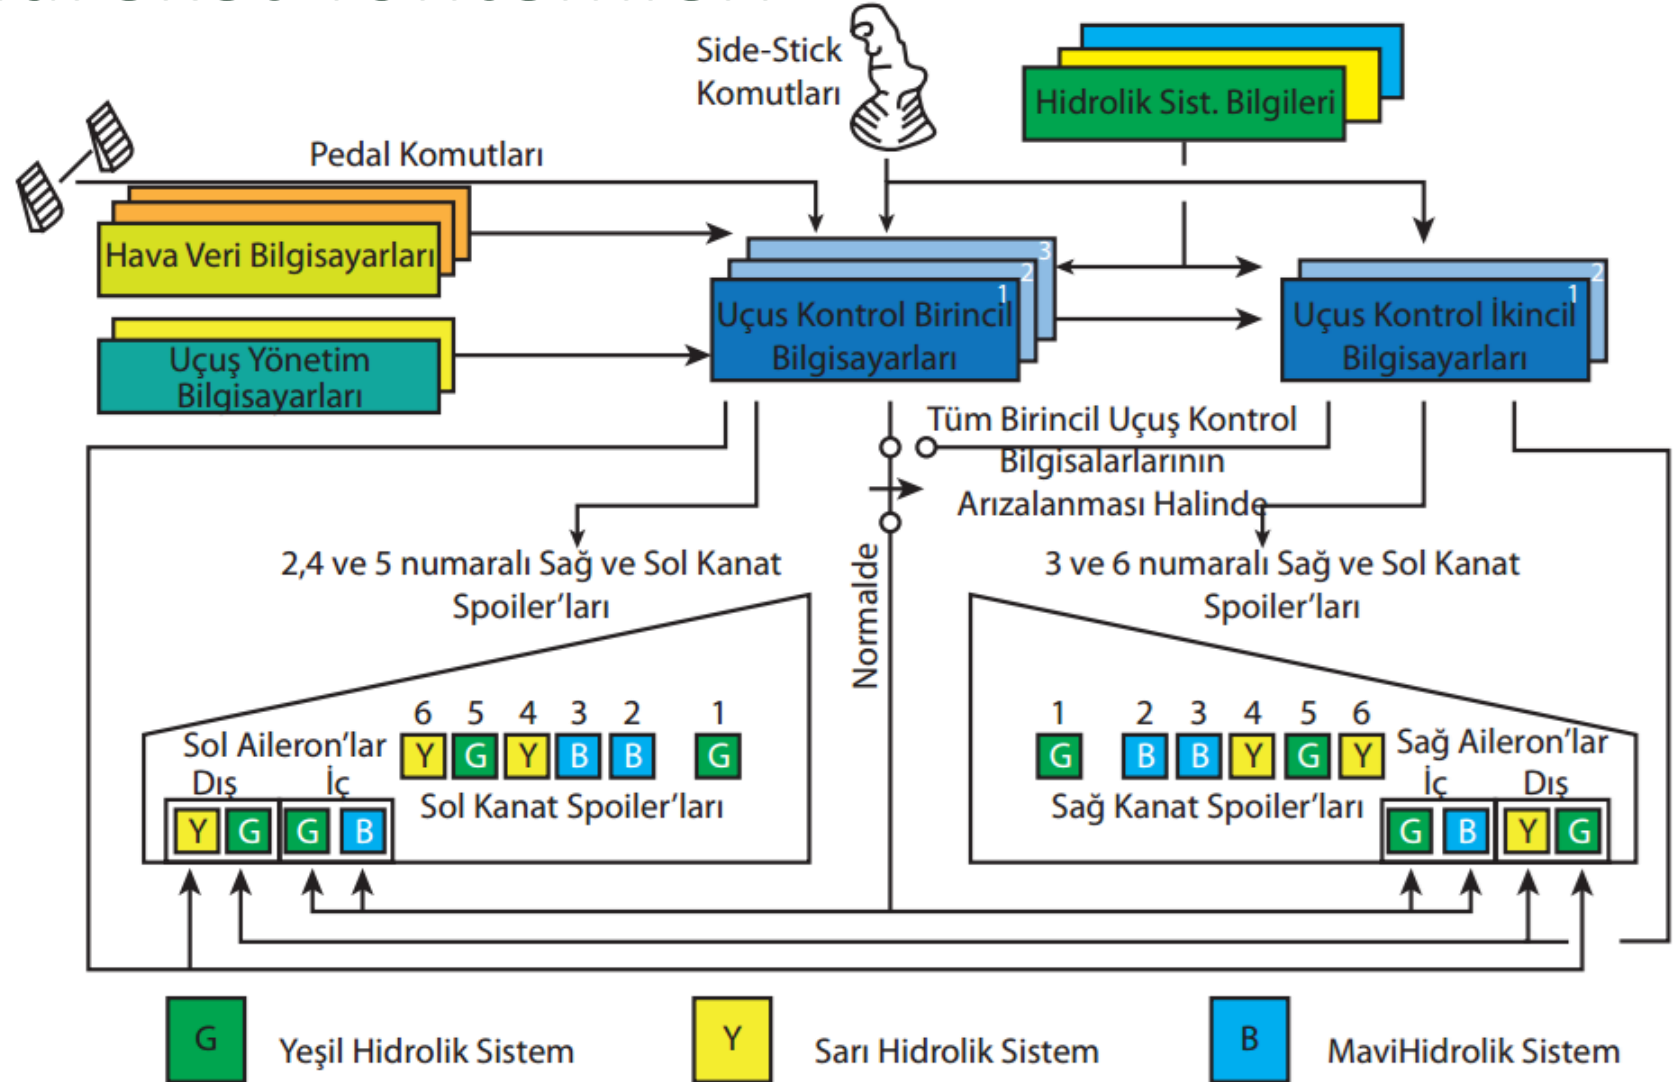 Side-Stick
Komutları
Hidrolik Sist. Bilgileri
Pedal Komutları
Hava Veri Bilgisayarları
Uçuş Yönetim
Bilgisayarları
3
2
1
Uçus Kontrol Birincil
Bilgisayarları
2
1
Uçus Kontrol İkincil
Bilgisayarları
Tüm Birincil Uçuş Kontrol
Bilgisalarlarının
Arızalanması Halinde
Normalde
2,4 ve 5 numaralı Sağ ve Sol Kanat
Spoiler’ları
3 ve 6 numaralı Sağ ve Sol Kanat
Spoiler’ları
6 5 4 3 2 1
Y G Y B B G
Sol Kanat Spoiler’ları
Sol Aileron’lar
Dış İç
Y G G B
1 2 3 4 5 6
G B B Y G Y
Sağ Kanat Spoiler’ları
Sağ Aileron’lar
İç Dış
G B Y G
G Yeşil Hidrolik Sistem
Y Sarı Hidrolik Sistem
B MaviHidrolik Sistem